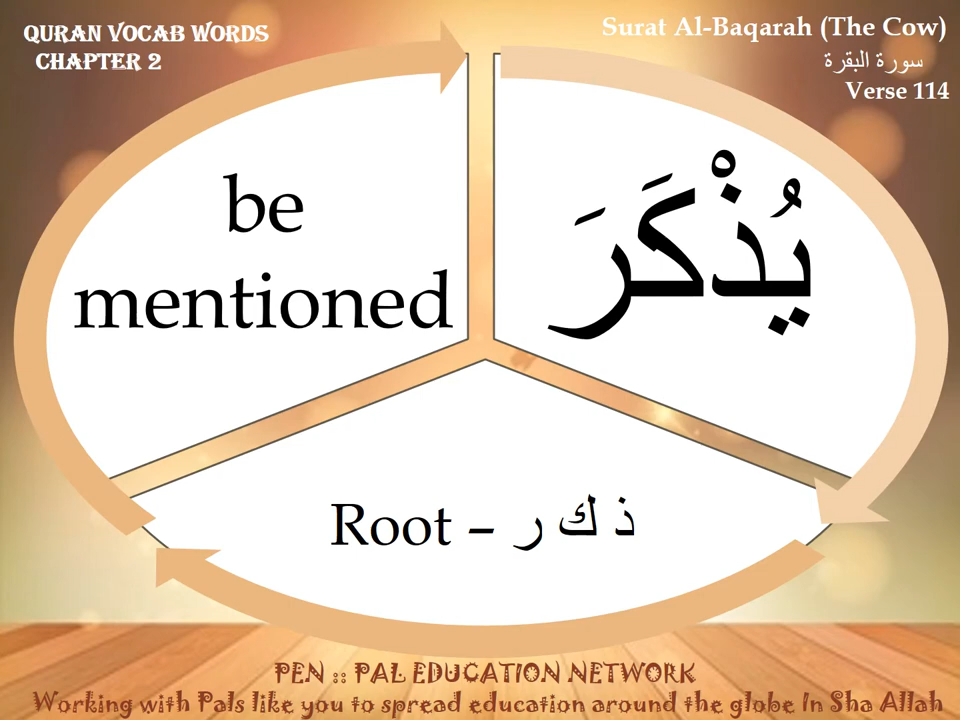 QURAN VOCAB WORDS
CHAPTER 2
Surat Al-Baqarah (The Cow)
سورة البقرة
Verse 114
be
mentioned
يُذْكَرَ
Root – ذ ك ر
PEN :: PAL EDUCATION NETWORK
Working with Pals like you to spread education around the globe In Sha Allah